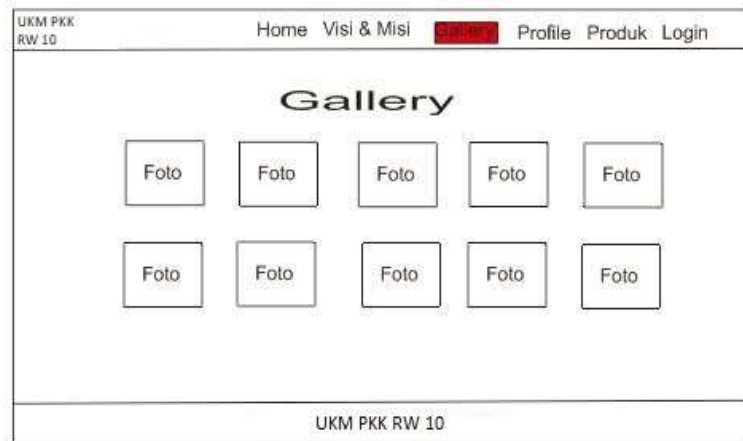 UKM PKK
RW 10
Home Visi & Misi Gallery Profile Produk Login
Gallery
Foto Foto Foto Foto Foto
Foto Foto Foto Foto Foto
UKM PKK RW 10